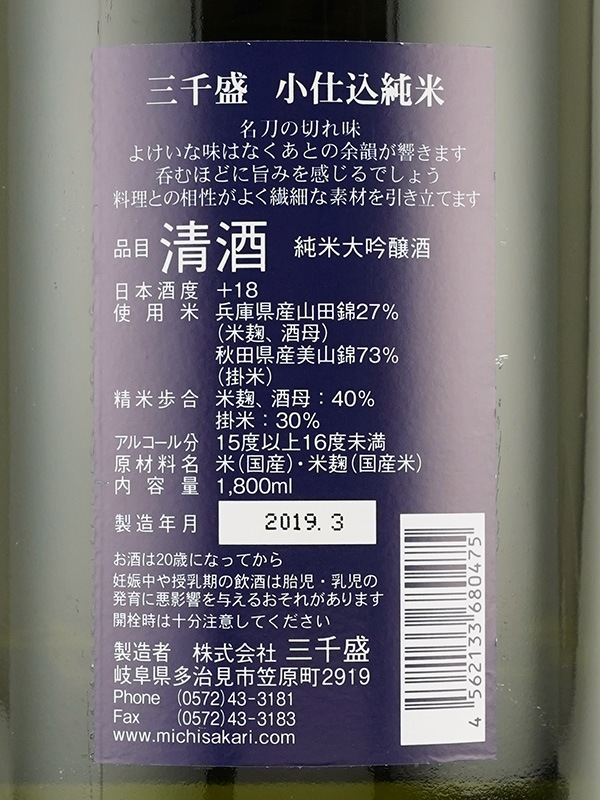 三千盛 小仕込純米
名刀の切れ味
よけいな味はなくあとの余韻が響きます
呑むほどに旨みを感じるでしょう
料理との相性がよく繊細な素材を引き立てます
品目 清酒 純米大吟醸酒
日本酒度 +18
使用米 兵庫県産山田錦27%
(米麹、酒母)
秋田県産美山錦73%
(掛米)
精米歩合 米麹、酒母:40%
掛米:30%
アルコール分 15度以上16度未満
原材料名 米(国産)・米麹(国産米)
内容量 1,800ml
製造年月 2019. 3
お酒は20歳になってから
妊娠中や授乳期の飲酒は胎児・乳児の
発育に悪影響を与えるおそれがあります
開栓時は十分注意してください
製造者 株式会社 三千盛
岐阜県多治見市笠原町2919
Phone (0572)43-3181
Fax (0572)43-3183
www.michisakari.com
4 562133 680475